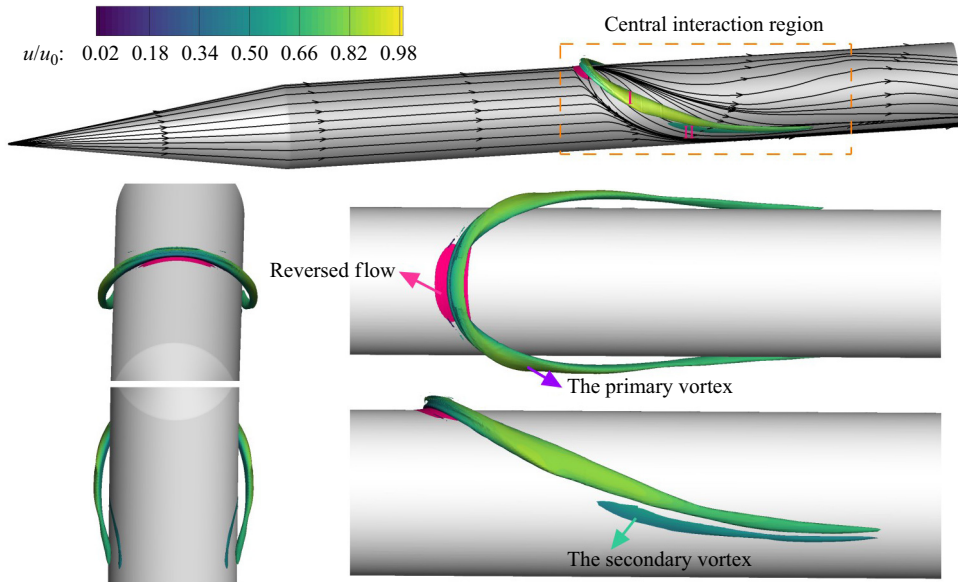 u/u0: 0.02 0.18 0.34 0.50 0.66 0.82 0.98
Central interaction region
I
II
Reversed flow
The primary vortex
The secondary vortex